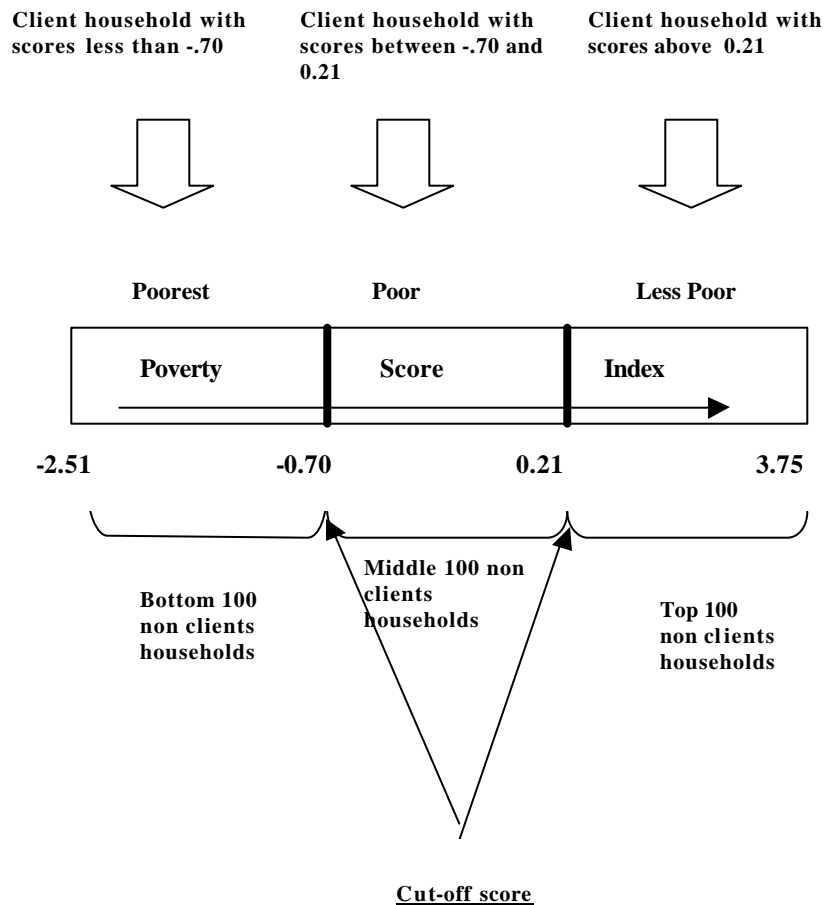 Client household with
scores less than -.70
Client household with
scores between -.70 and
0.21
Client household with
scores above 0.21
Poorest
Poor
Less Poor
Poverty
Score
Index
-2.51
-0.70
0.21
3.75
Bottom 100
non clients
households
Middle 100 non
clients
households
Top 100
non clients
households
Cut-off score